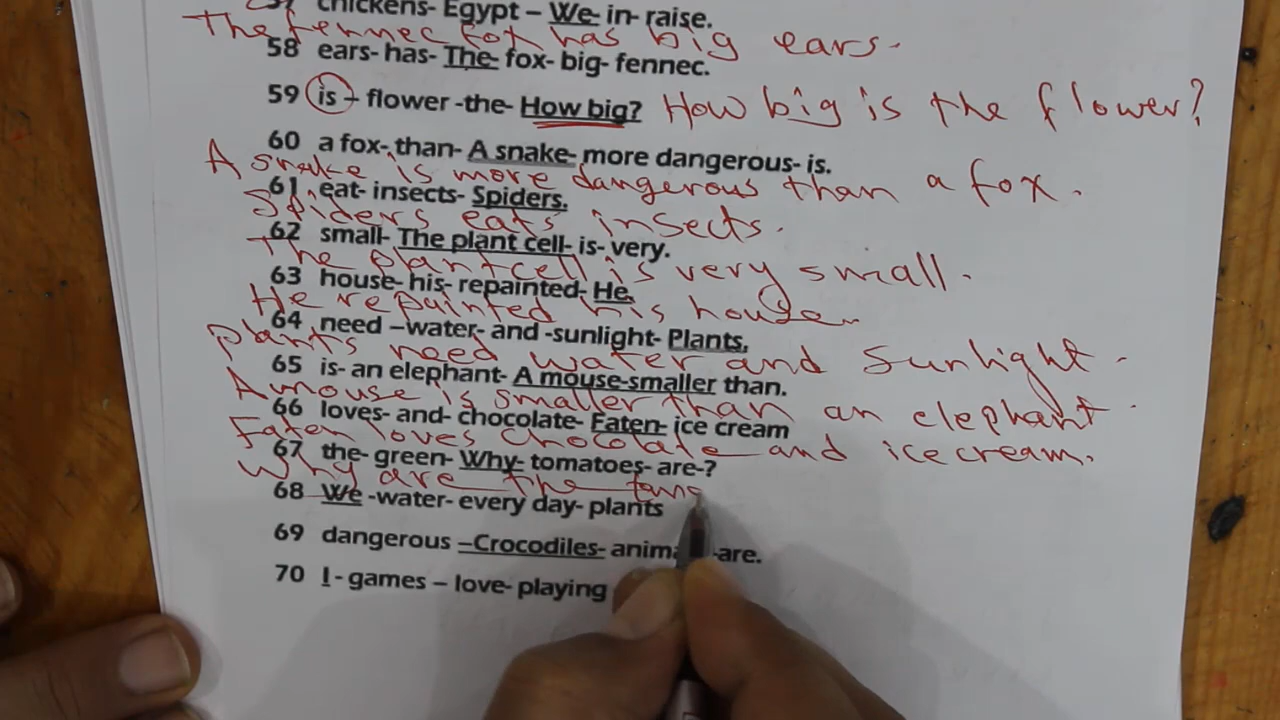 57 chickens- Egypt – We- in- raise.
The fennec fox has big ears.
58 ears- has- The- fox- big- fennec.
59 is – flower -the- How big? How big is the flower?
60 a fox- than- A snake- more dangerous- is.
A snake is more dangerous than a fox.
61 eat- insects- Spiders.
Spiders eats insects.
62 small- The plant cell- is- very.
The plant cell is very small.
63 house- his- repainted- He.
He repainted his house.
64 need –water- and -sunlight- Plants.
plants need water and sunlight.
65 is- an elephant- A mouse-smaller than.
A mouse is smaller than an elephant.
66 loves- and- chocolate- Faten- ice cream
Faten loves chocolate and icecream.
67 the- green- Why- tomatoes- are-?
Why are the
68 We -water- every day- plants
69 dangerous –Crocodiles- -are.
70 I - games – love- playing